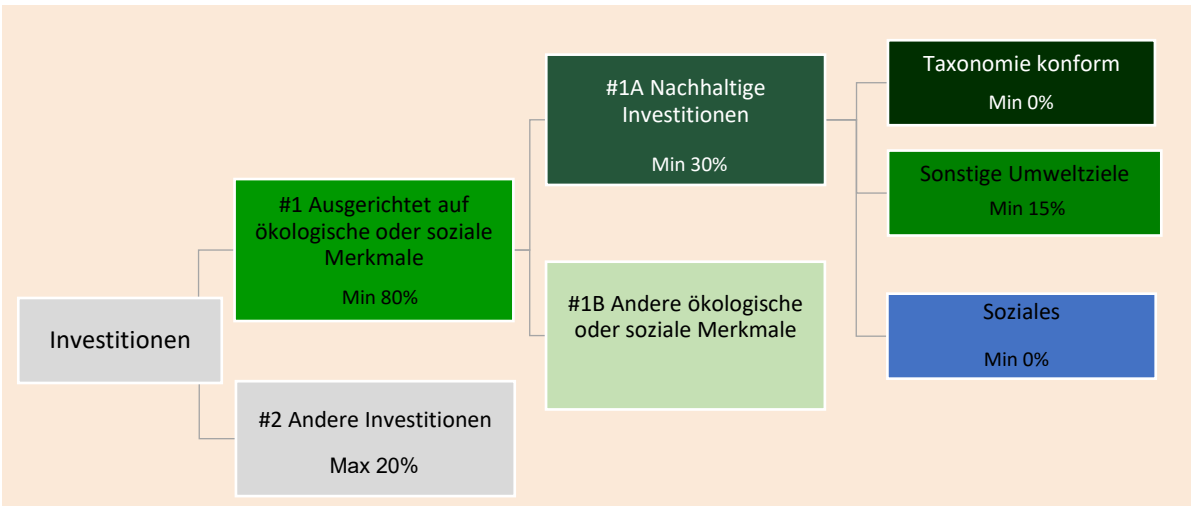 Investitionen
#1 Ausgerichtet auf
ökologische oder soziale
Merkmale
Min 80%
#2 Andere Investitionen
Max 20%
#1A Nachhaltige
Investitionen
Min 30%
#1B Andere ökologische
oder soziale Merkmale
Taxonomie konform
Min 0%
Sonstige Umweltziele
Min 15%
Soziales
Min 0%